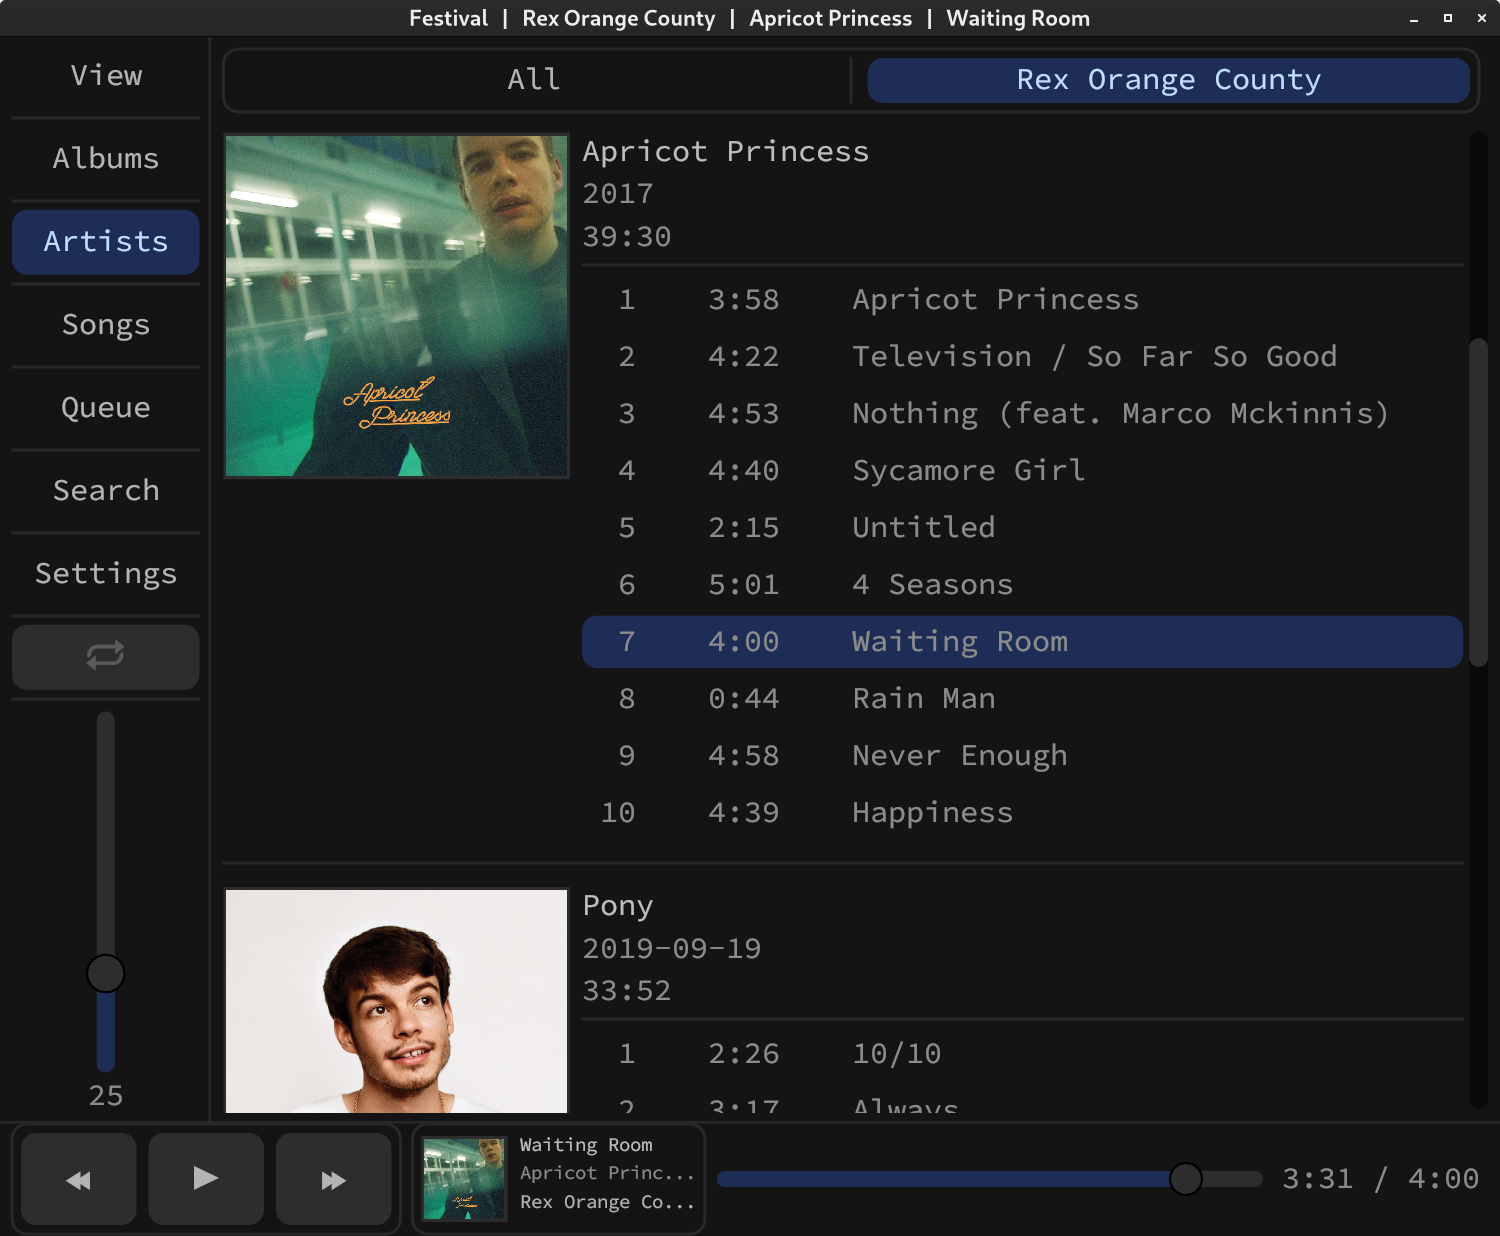 Festival | Rex Orange County | Apricot Princess | Waiting Room
View
Albums
Artists
Songs
Queue
Search
Settings
25
All
Rex Orange County
Apricot Princess
Apricot Princess
2017
39:30
1 3:58 Apricot Princess
2 4:22 Television / So Far So Good
3 4:53 Nothing (feat. Marco Mckinnis)
4 4:40 Sycamore Girl
5 2:15 Untitled
6 5:01 4 Seasons
7 4:00 Waiting Room
8 0:44 Rain Man
9 4:58 Never Enough
10 4:39 Happiness
Pony
2019-09-19
33:52
1 2:26 10/10
2 3:17 Always
Waiting Room
Apricot Princ...
Rex Orange Co...
3:31 / 4:00